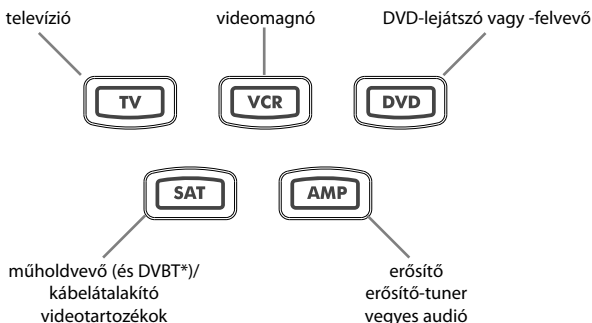 televízió
videomagnó
DVD-lejátszó vagy -felvevő
TV
VCR
DVD
SAT
AMP
műholdvevő (és DVBT*)/
kábelátalakító
videotartozékok
erősítő
erősítő-tuner
vegyes audió